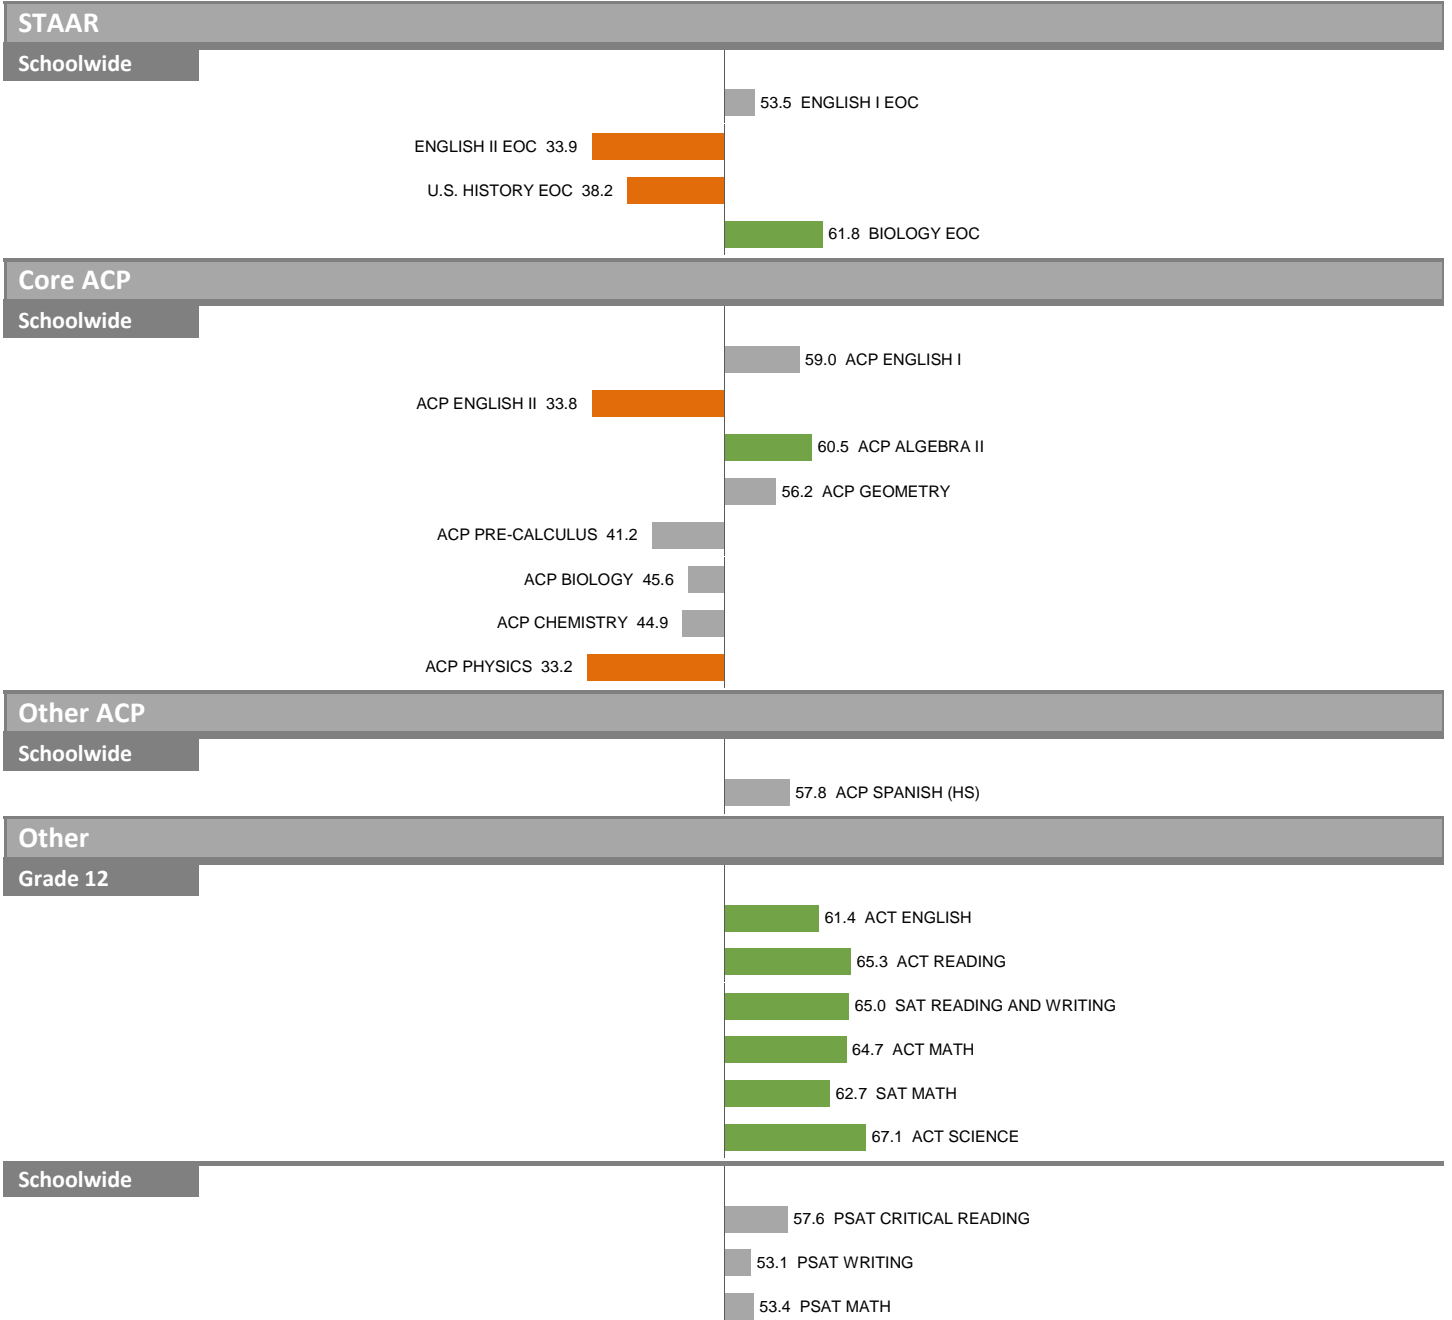 STAAR
Schoolwide
53.5 ENGLISH I EOC
ENGLISH II EOC 33.9
U.S. HISTORY EOC 38.2
61.8 BIOLOGY EOC
Core ACP
Schoolwide
59.0 ACP ENGLISH I
ACP ENGLISH II 33.8
60.5 ACP ALGEBRA II
56.2 ACP GEOMETRY
ACP PRE-CALCULUS 41.2
ACP BIOLOGY 45.6
ACP CHEMISTRY 44.9
ACP PHYSICS 33.2
Other ACP
Schoolwide
57.8 ACP SPANISH (HS)
Other
Grade 12
61.4 ACT ENGLISH
65.3 ACT READING
65.0 SAT READING AND WRITING
64.7 ACT MATH
62.7 SAT MATH
67.1 ACT SCIENCE
Schoolwide
57.6 PSAT CRITICAL READING
53.1 PSAT WRITING
53.4 PSAT MATH